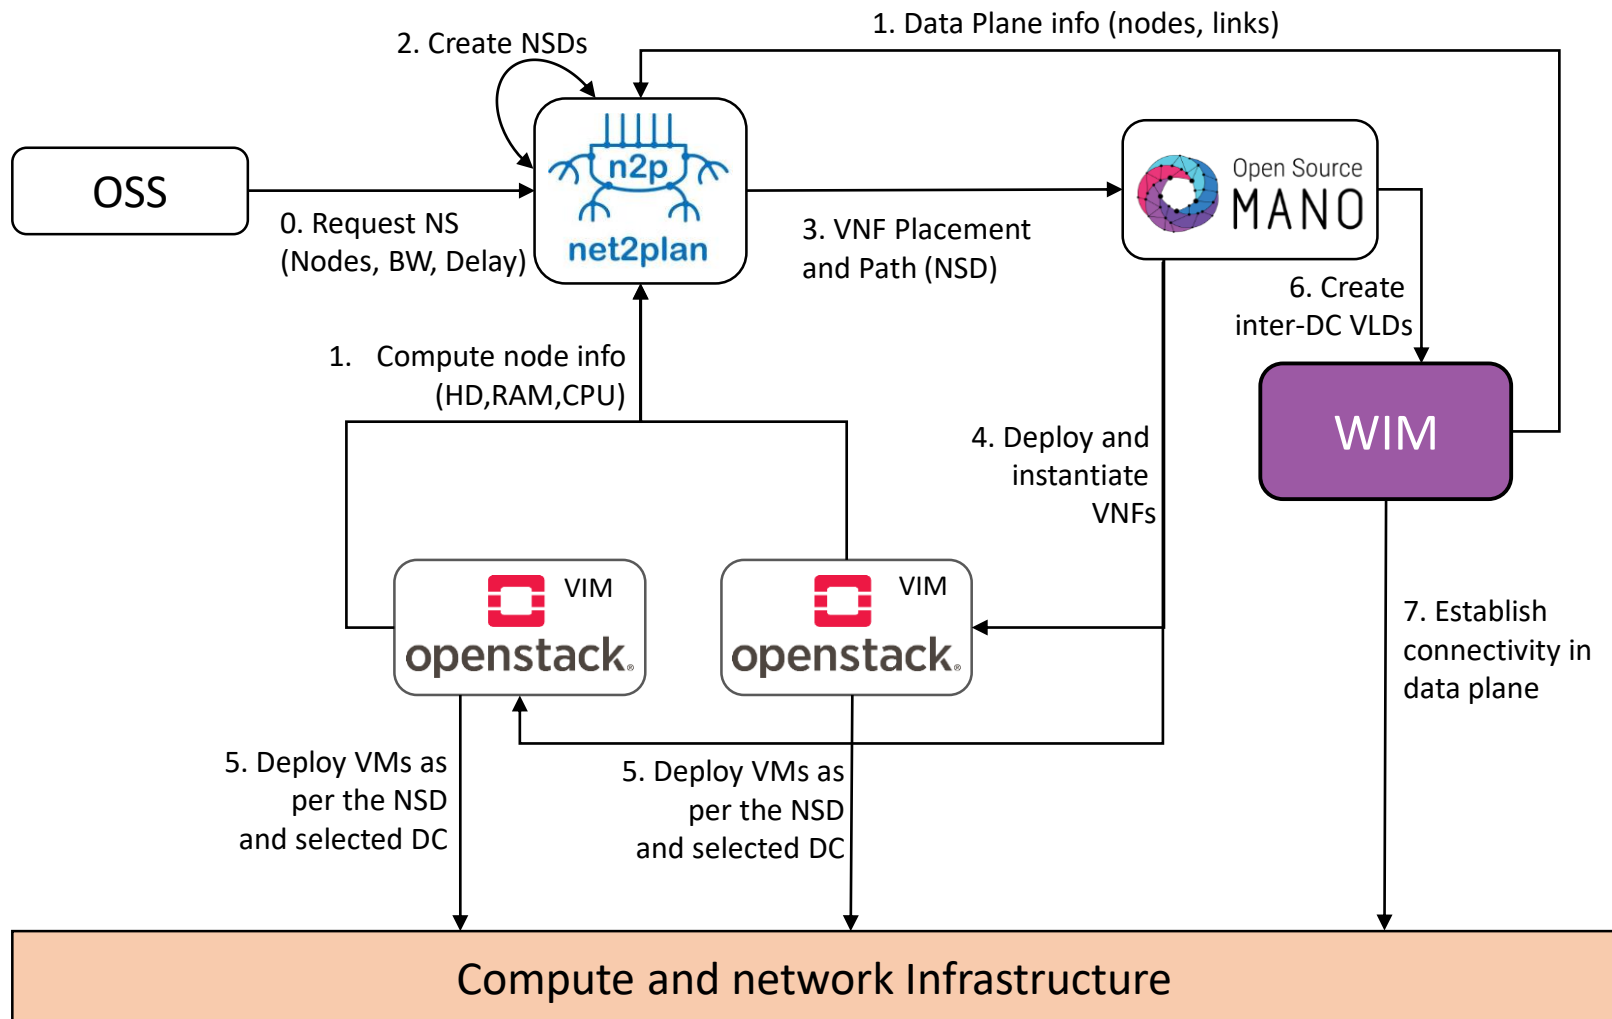 1. Data Plane info (nodes, links)
2. Create NSDs
OSS
0. Request NS
(Nodes, BW, Delay)
n2p
net2plan
3. VNF Placement
and Path (NSD)
Open Source
MANO
6. Create
inter-DC VLDs
1. Compute node info
(HD,RAM,CPU)
WIM
4. Deploy and
instantiate
VNFs
VIM
openstack®
VIM
openstack®
7. Establish
connectivity in
data plane
5. Deploy VMs as
per the NSD
and selected DC
5. Deploy VMs as
per the NSD
and selected DC
Compute and network Infrastructure